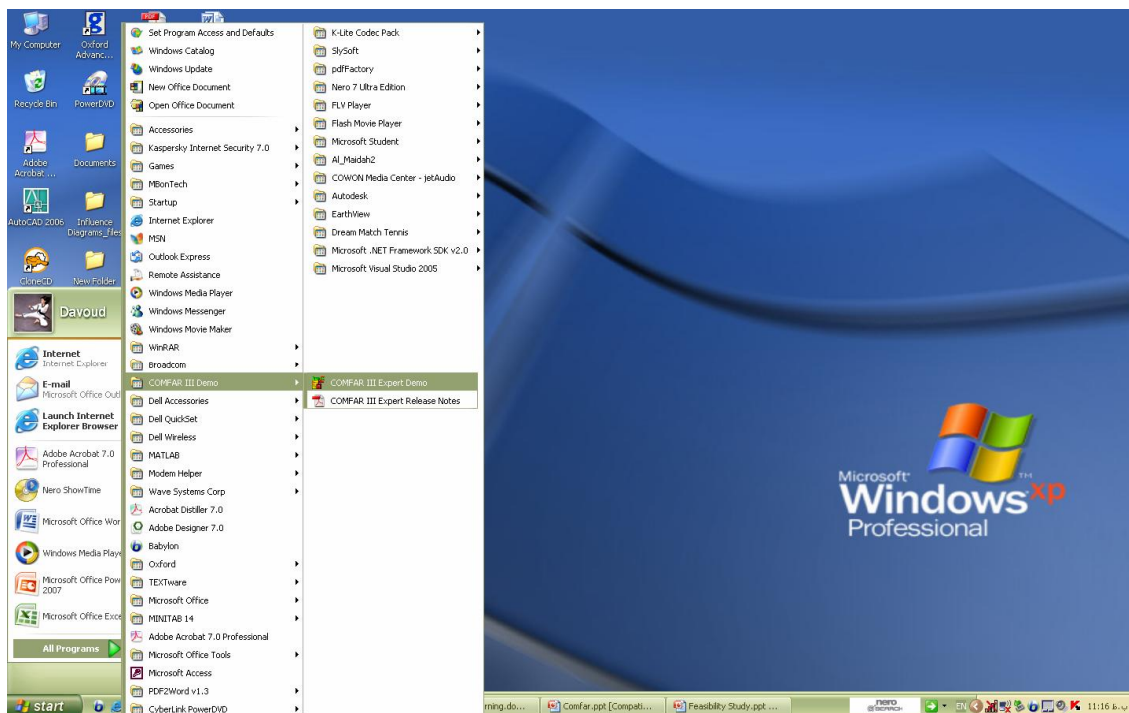 My Computer
Oxford
Advanc...
Recycle Bin
PowerDVD
Adobe
Acrobat ...
Documents
AutoCAD 2006
Influence
Diagrams_files
CloneCD
New Folder
Davoud
Internet
Internet Explorer
E-mail
Microsoft Office Outl
Launch Internet
Explorer Browser
Adobe Acrobat 7.0
Professional
Nero ShowTime
Microsoft Office Wor
Windows Media Playe
Microsoft Office Pow
2007
Microsoft Office Exce
All Programs
Set Program Access and Defaults
Windows Catalog
Windows Update
New Office Document
Open Office Document
Accessories
Kaspersky Internet Security 7.0
Games
MBonTech
Startup
Internet Explorer
MSN
Outlook Express
Remote Assistance
Windows Media Player
Windows Messenger
Windows Movie Maker
WinRAR
Broadcom
COMFAR III Demo
Dell Accessories
Dell QuickSet
Dell Wireless
MATLAB
Modem Helper
Wave Systems Corp
Acrobat Distiller 7.0
Adobe Designer 7.0
Babylon
Oxford
TEXTware
Microsoft Office
MINITAB 14
Adobe Acrobat 7.0 Professional
Microsoft Office Tools
Microsoft Access
PDF2Word v1.3
CyberLink PowerDVD
K-Lite Codec Pack
SlySoft
pdfFactory
Nero 7 Ultra Edition
FLV Player
Flash Movie Player
Microsoft Student
Al_Maidah2
COWON Media Center - jetAudio
Autodesk
EarthView
Dream Match Tennis
Microsoft .NET Framework SDK v2.0
Microsoft Visual Studio 2005
COMFAR III Expert Demo
COMFAR III Expert Release Notes
Microsoft
Windows xp
TM
Professional
start
rning.do...
Comfar.ppt [Compati...
Feasibility Study.ppt ...
nero
SEARCH
EN
11:16 ب.ظ